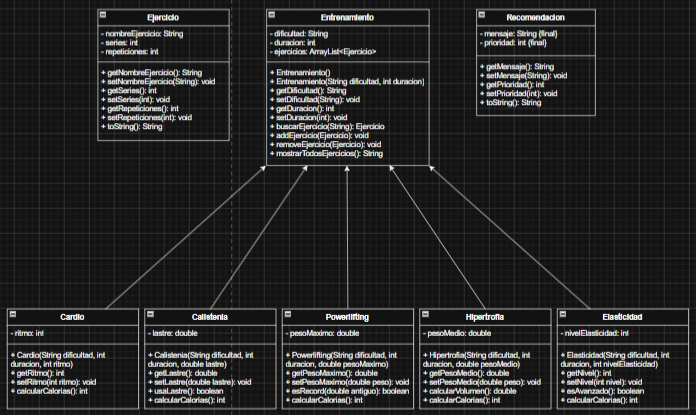 Ejercicio
- nombreEjercicio: String
- series: int
- repeticiones: int
+ getNombreEjercicio(): String
+ setNombreEjercicio(String): void
+ getSeries(): int
+ getSeries(int): void
+ getRepeticiones(): int
+ setRepeticiones(int): void
+ toString(): String
Entrenamiento
- dificultad: String
- duracion: int
- ejercicios: ArrayList<Ejercicio>
+ Entrenamiento()
+ Entrenamiento(String dificultad, int duracion)
+ getDificultad(): String
+ setDificultad(String): void
+ getDuracion(): int
+ setDuracion(int): void
+ buscarEjercicio(String): Ejercicio
+ addEjercicio(Ejercicio): void
+ removeEjercicio(Ejercicio): void
+ mostrarTodosEjercicios(): String
Recomendacion
- mensaje: String {final}
- prioridad: int {final}
+ getMensaje(): String
+ setMensaje(String): void
+ getPrioridad(): int
+ setPrioridad(int): void
+ toString(): String
Cardio
- ritmo: int
+ Cardio(String dificultad, int
duracion, int ritmo)
+ getRitmo(): int
+ setRitmo(int ritmo): void
+ calcularCalorias(): int
Calistenia
- lastre: double
+ Calistenia(String dificultad, int
duracion, double lastre)
+ getLastre(): double
+ setLastre(double lastre): void
+ usaLastre(): boolean
+ calcularCalorias(): int
Powerlifting
- pesoMaximo: double
+ Powerlifting(String dificultad, int
duracion, double pesoMaximo)
+ getPesoMaximo(): double
+ setPesoMaximo(double peso): void
+ esRecord(double antiguo): boolean
+ calcularCalorias(): int
Hipertrofia
- pesoMedio: double
+ Hipertrofia(String dificultad, int
duracion, double pesoMedio)
+ getPesoMedio(): double
+ setPesoMedio(double peso): void
+ calcularVolumen(): double
+ calcularCalorias(): int
Elasticidad
- nivelElasticidad: int
+ Elasticidad(String dificultad, int
duracion, int nivelElasticidad)
+ getNivel(): int
+ setNivel(int nivel): void
+ esAvanzado(): boolean
+ calcularCalorias(): int